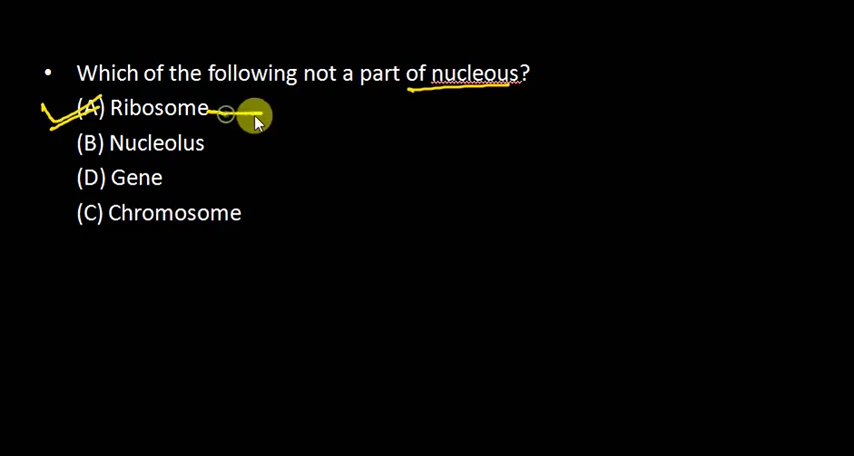 • Which of the following not a part of nucleous?
(A) Ribosome
(B) Nucleolus
(D) Gene
(C) Chromosome